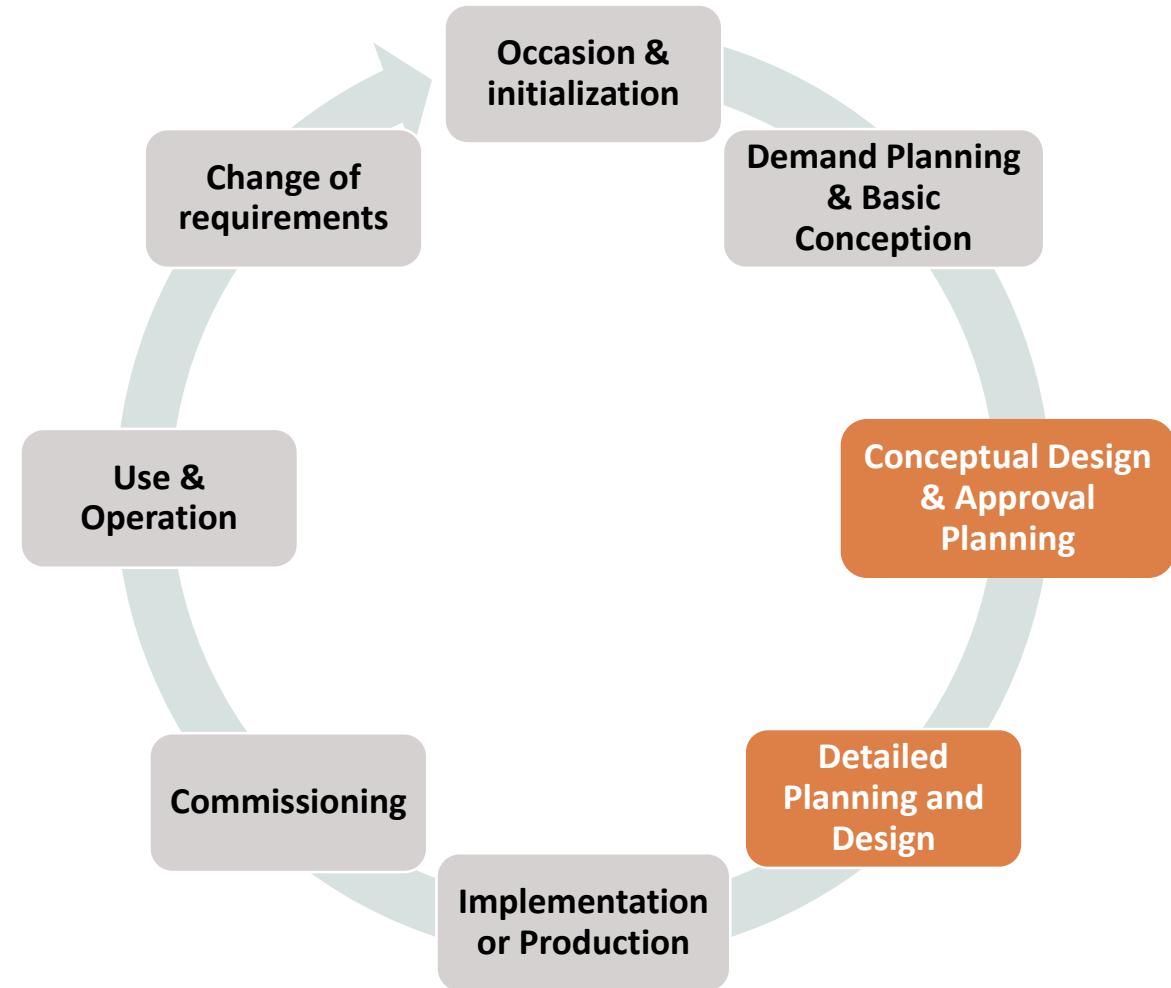 Occasion &
initialization
Demand Planning
& Basic
Conception
Conceptual Design
& Approval
Planning
Detailed
Planning and
Design
Implementation
or Production
Commissioning
Use &
Operation
Change of
requirements